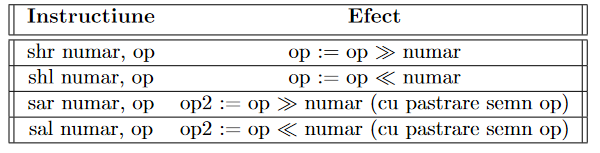 Instructiune Efect
shr numar, op op := op ≫ numar
shl numar, op op := op ≪ numar
sar numar, op op2 := op ≫ numar (cu pastrare semn op)
sal numar, op op2 := op ≪ numar (cu pastrare semn op)